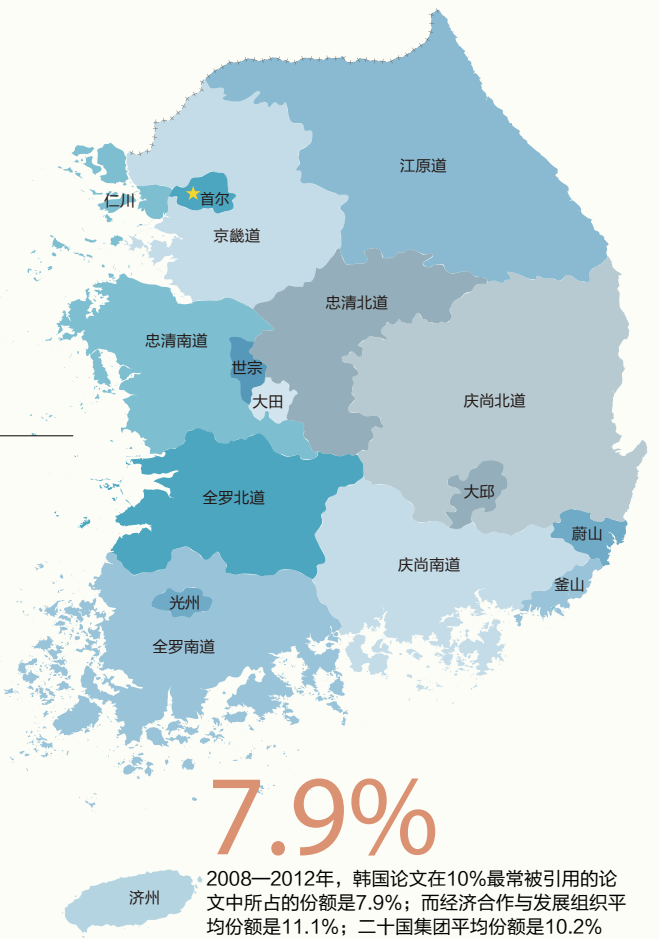 江原道
仁川
首尔
京畿道
忠清北道
忠清南道
世宗
大田
庆尚北道
大邱
全罗北道
蔚山
庆尚南道
釜山
光州
全罗南道
7.9%
济州
2008—2012年，韩国论文在10%最常被引用的论
文中所占的份额是7.9%；而经济合作与发展组织平
均份额是11.1%；二十国集团平均份额是10.2%